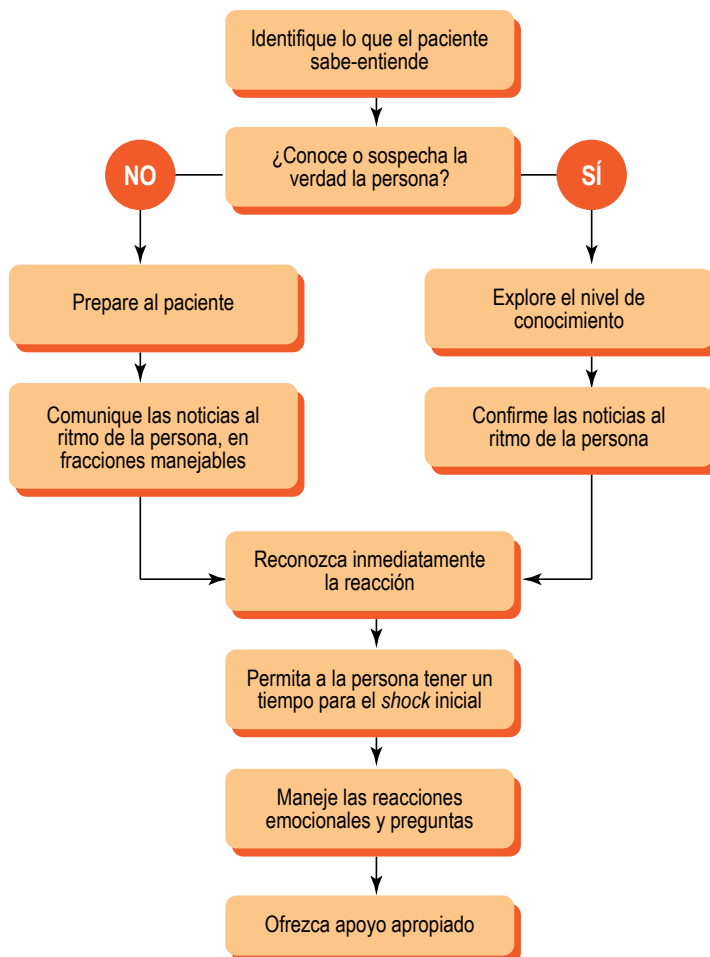 Identifique lo que el paciente
sabe-entiende
¿Conoce o sospecha la
verdad la persona?
NO
SÍ
Prepare al paciente
Explore el nivel de
conocimiento
Comunique las noticias al
ritmo de la persona, en
fracciones manejables
Confirme las noticias al
ritmo de la persona
Reconozca inmediatamente
la reacción
Permita a la persona tener un
tiempo para el shock inicial
Maneje las reacciones
emocionales y preguntas
Ofrezca apoyo apropiado